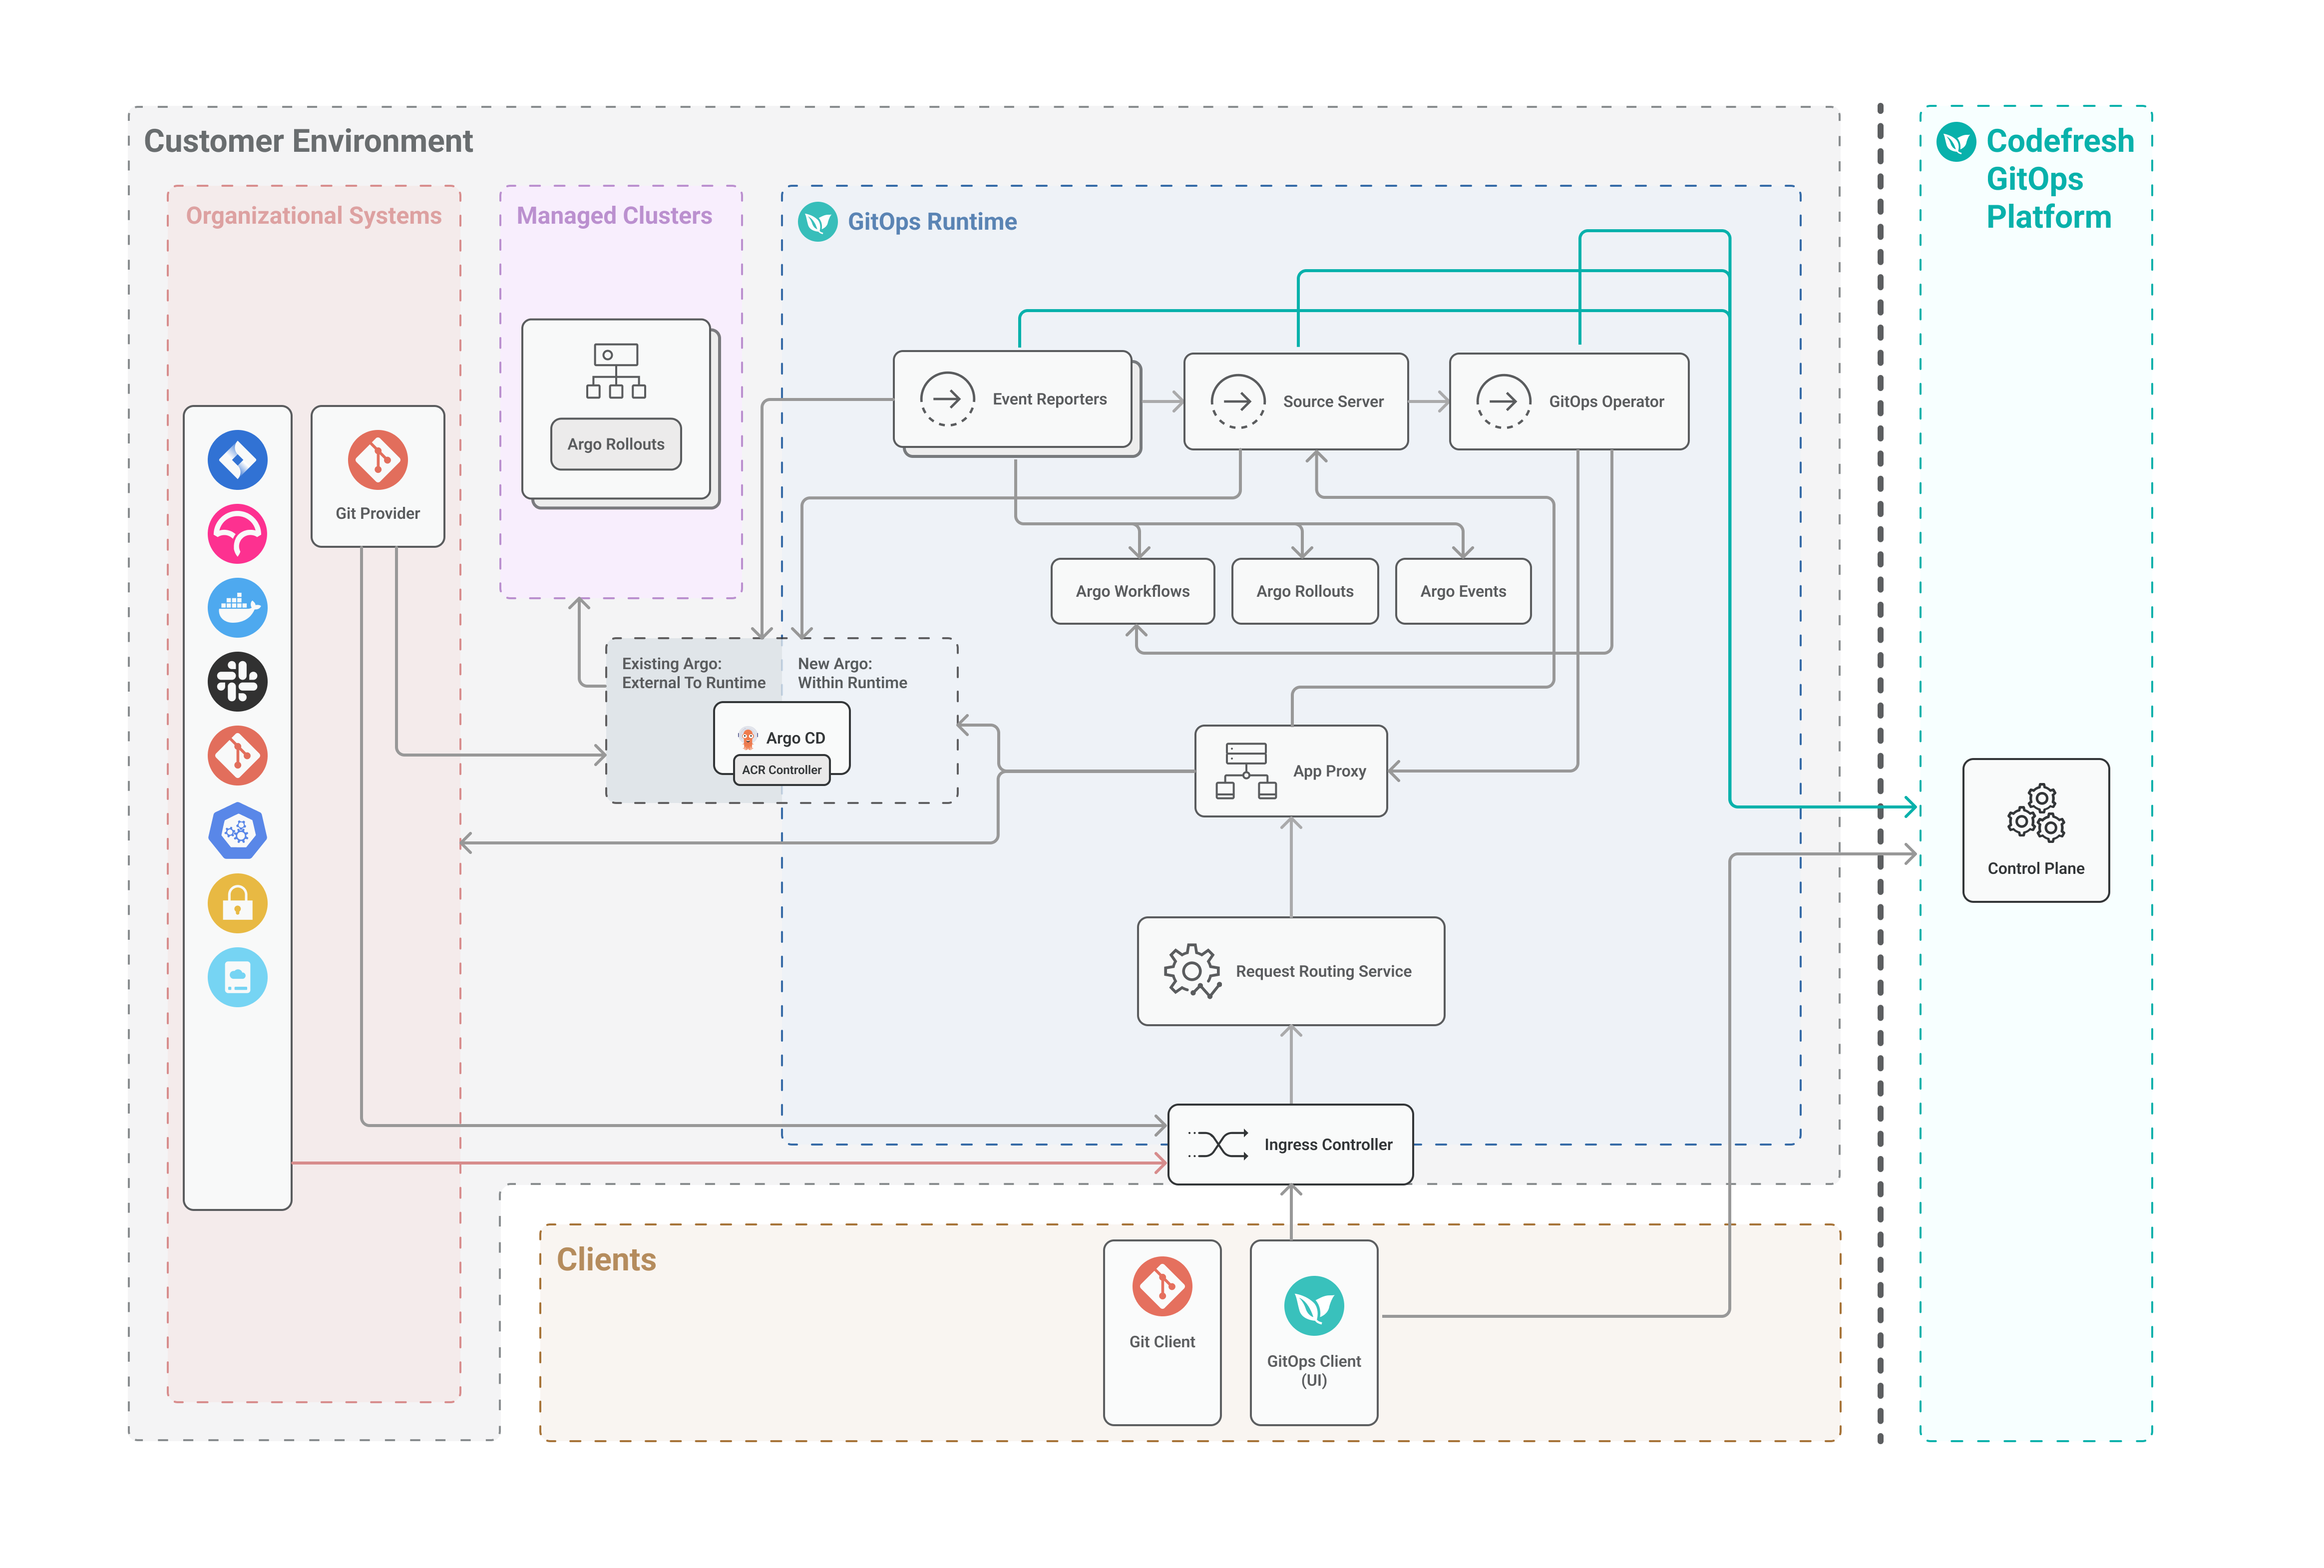 Customer Environment
Organizational Systems
Git Provider
Managed Clusters
Argo Rollouts
GitOps Runtime
Event Reporters
Source Server
GitOps Operator
Argo Workflows
Argo Rollouts
Argo Events
Existing Argo:
External To Runtime
New Argo:
Within Runtime
Argo CD
ACR Controller
App Proxy
Request Routing Service
Ingress Controller
Clients
Git Client
GitOps Client
(UI)
Codefresh
GitOps
Platform
Control Plane